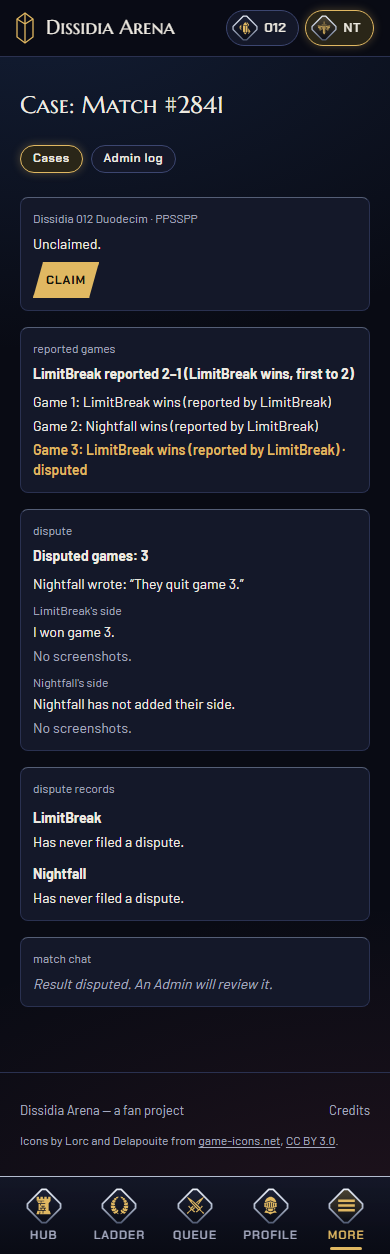 Dissidia Arena
012
NT
Case: Match #2841
Cases
Admin log
Dissidia 012 Duodecim · PPSSPP
Unclaimed.
CLAIM
reported games
LimitBreak reported 2–1 (LimitBreak wins, first to 2)
Game 1: LimitBreak wins (reported by LimitBreak)
Game 2: Nightfall wins (reported by LimitBreak)
Game 3: LimitBreak wins (reported by LimitBreak) ·
disputed
dispute
Disputed games: 3
Nightfall wrote: “They quit game 3.”
LimitBreak's side
I won game 3.
No screenshots.
Nightfall's side
Nightfall has not added their side.
No screenshots.
dispute records
LimitBreak
Has never filed a dispute.
Nightfall
Has never filed a dispute.
match chat
Result disputed. An Admin will review it.
Dissidia Arena — a fan project
Credits
Icons by Lorc and Delapouite from game-icons.net, CC BY 3.0.
HUB
LADDER
QUEUE
PROFILE
MORE